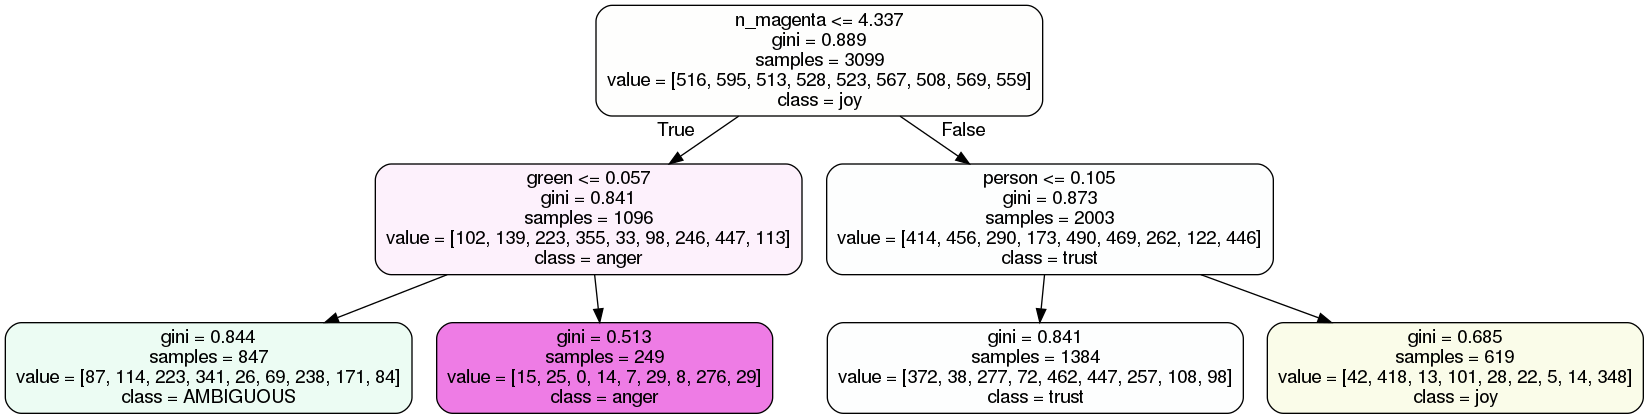 n_magenta <= 4.337
gini = 0.889
samples = 3099
value = [516, 595, 513, 528, 523, 567, 508, 569, 559]
class = joy
True
False
green <= 0.057
gini = 0.841
samples = 1096
value = [102, 139, 223, 355, 33, 98, 246, 447, 113]
class = anger
person <= 0.105
gini = 0.873
samples = 2003
value = [414, 456, 290, 173, 490, 469, 262, 122, 446]
class = trust
gini = 0.844
samples = 847
value = [87, 114, 223, 341, 26, 69, 238, 171, 84]
class = AMBIGUOUS
gini = 0.513
samples = 249
value = [15, 25, 0, 14, 7, 29, 8, 276, 29]
class = anger
gini = 0.841
samples = 1384
value = [372, 38, 277, 72, 462, 447, 257, 108, 98]
class = trust
gini = 0.685
samples = 619
value = [42, 418, 13, 101, 28, 22, 5, 14, 348]
class = joy